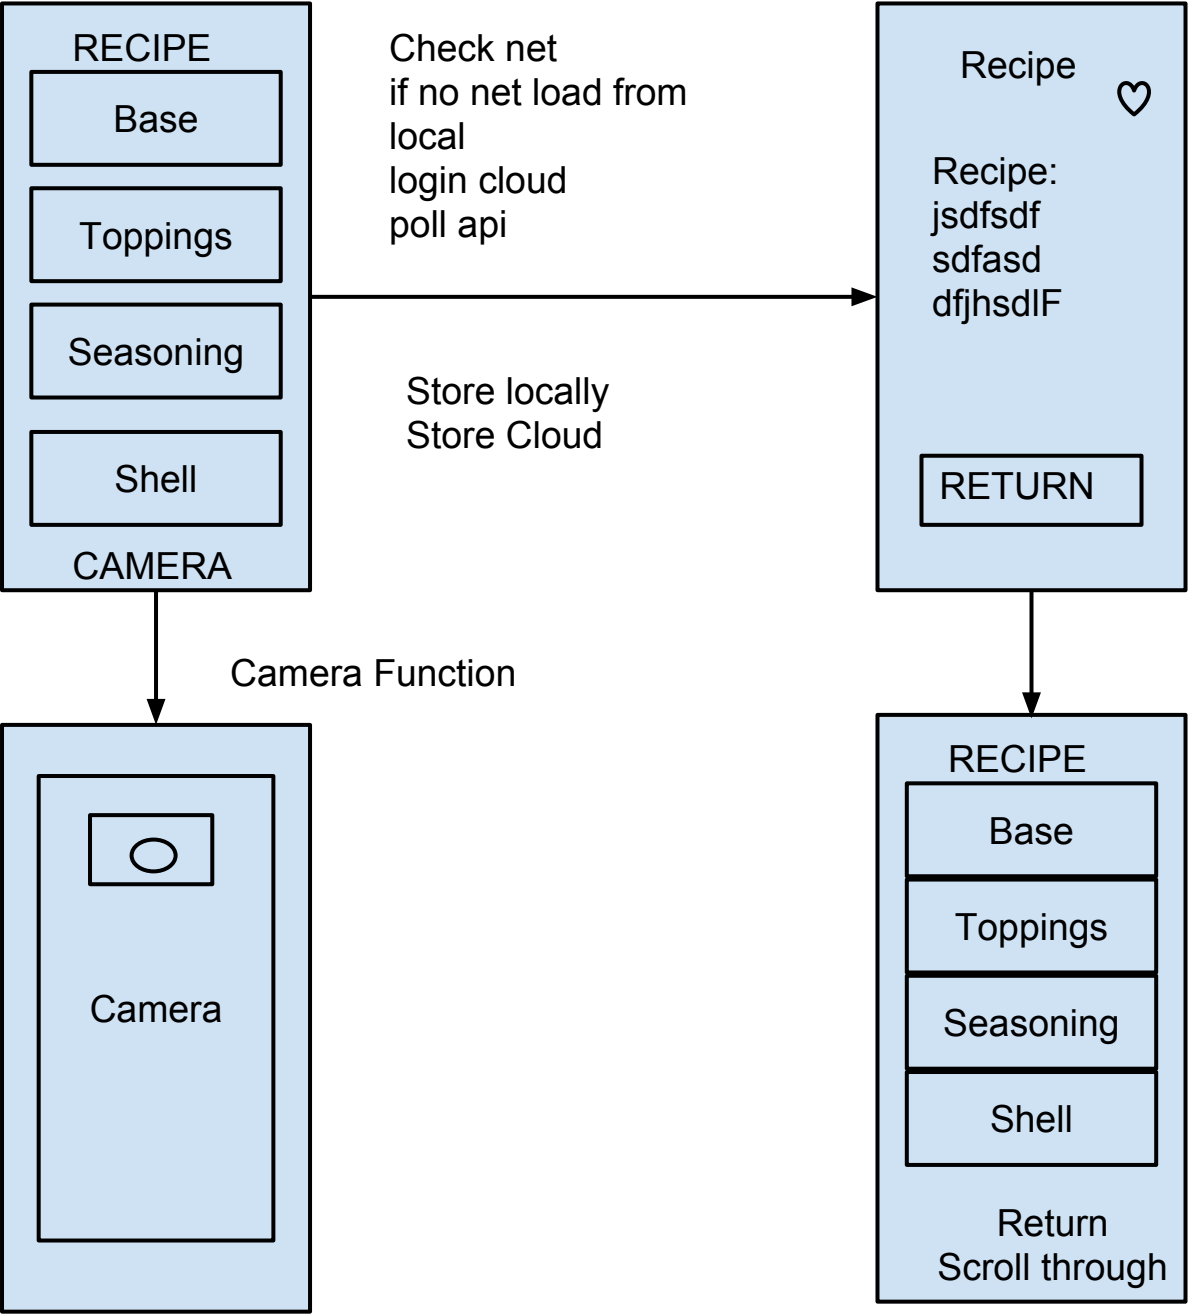 RECIPE
Base
Toppings
Seasoning
Shell
CAMERA
Check net
if no net load from
local
login cloud
poll api
Store locally
Store Cloud
Recipe
Recipe:
jsdfsdf
sdfasd
dfjhsdlF
RETURN
Camera Function
Camera
RECIPE
Base
Toppings
Seasoning
Shell
Return
Scroll through